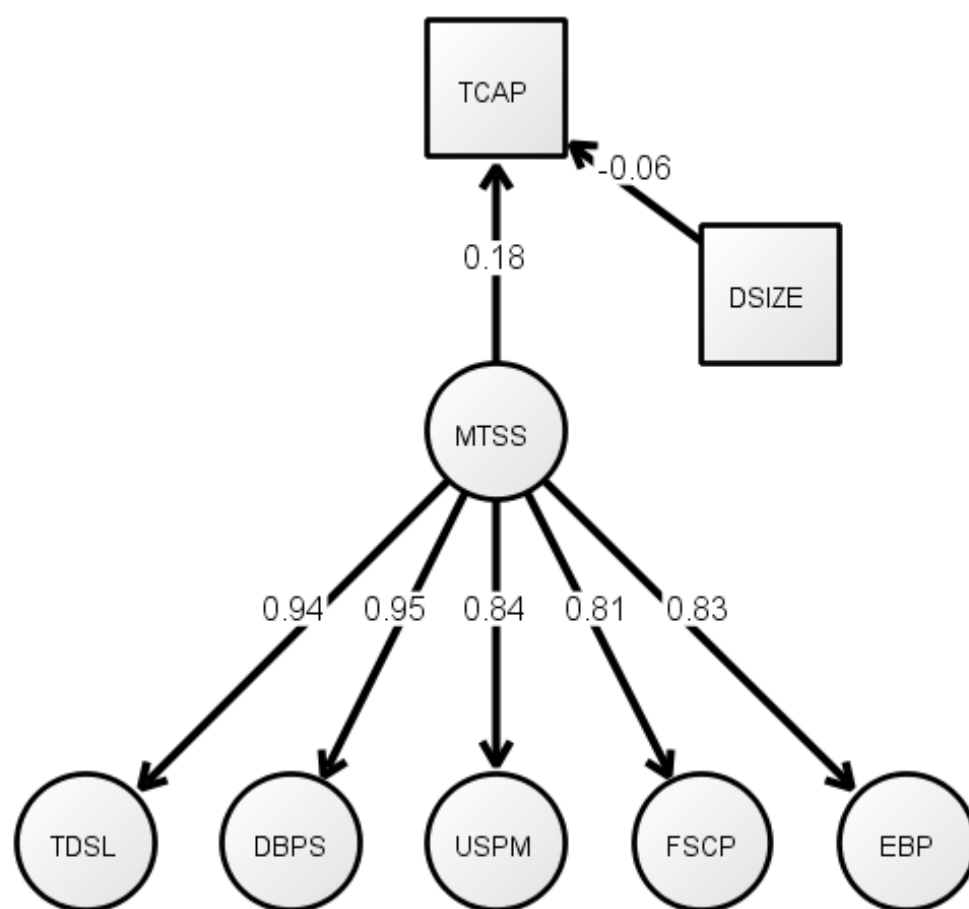 TCAP
-0.06
0.18
DSIZE
MTSS
0.94 0.95 0.84 0.81 0.83
TDSL DBPS USPM FSCP EBP